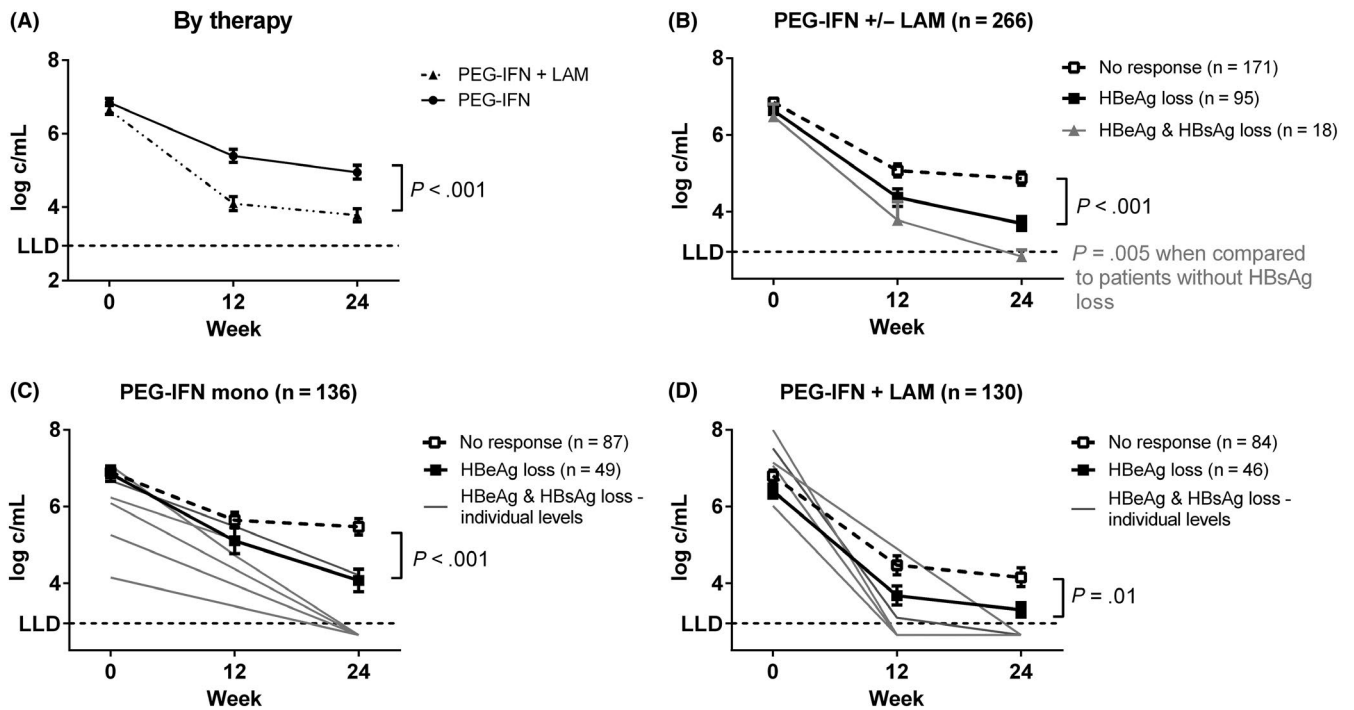 (A)
By therapy
8
6
4
LLD
2
log c/mL
0
12
24
Week
PEG-IFN + LAM
PEG-IFN
P < .001
(B)
PEG-IFN +/– LAM (n = 266)
8
6
4
LLD
log c/mL
0
12
24
Week
No response (n = 171)
HBeAg loss (n = 95)
HBeAg & HBsAg loss (n = 18)
P < .001
P = .005 when compared
to patients without HBsAg
loss
(C)
PEG-IFN mono (n = 136)
8
6
4
LLD
log c/mL
0
12
24
Week
No response (n = 87)
HBeAg loss (n = 49)
HBeAg & HBsAg loss -
individual levels
P < .001
(D)
PEG-IFN + LAM (n = 130)
8
6
4
LLD
log c/mL
0
12
24
Week
No response (n = 84)
HBeAg loss (n = 46)
HBeAg & HBsAg loss -
individual levels
P = .01